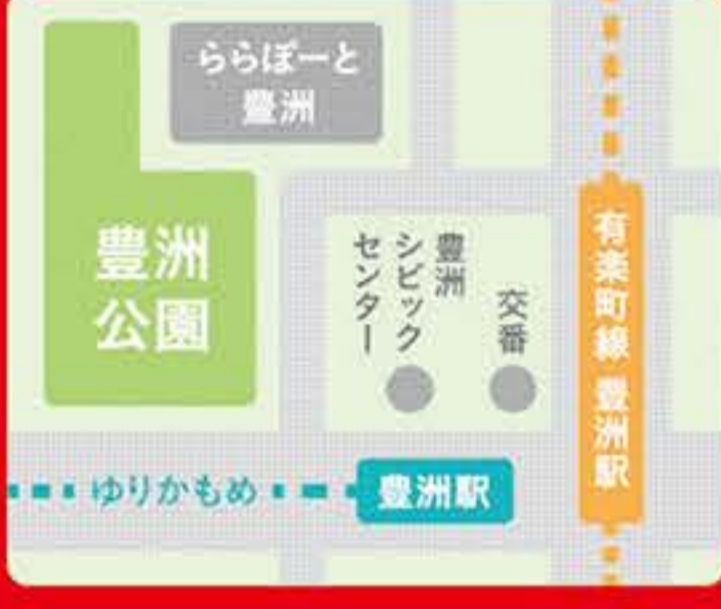 ららぽーと
豊洲
豊洲
公園
豊洲
シビック
センター
交番
有楽町線 豊洲駅
ゆりかもめ
豊洲駅